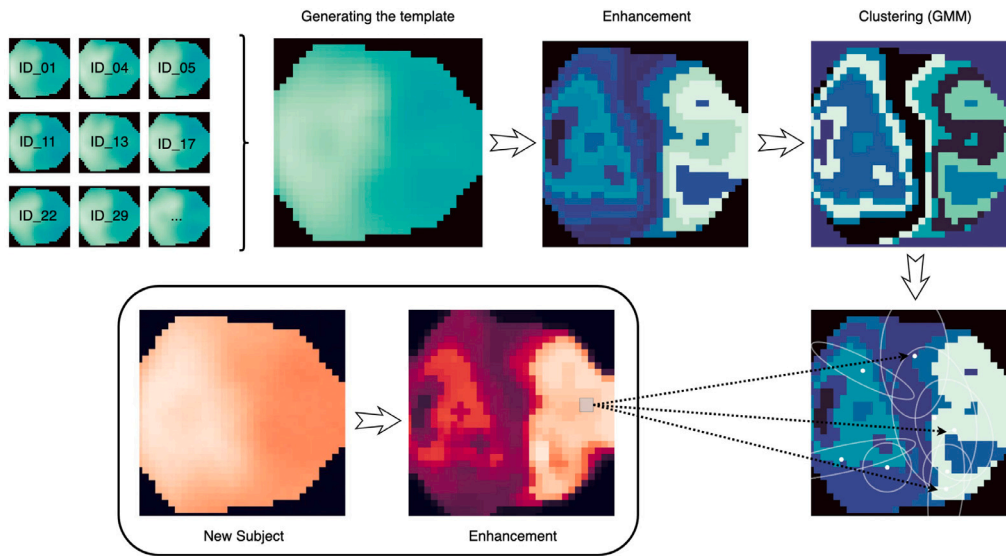 Generating the template
Enhancement
Clustering (GMM)
ID_01
ID_04
ID_05
ID_11
ID_13
ID_17
ID_22
ID_29
...
New Subject
Enhancement